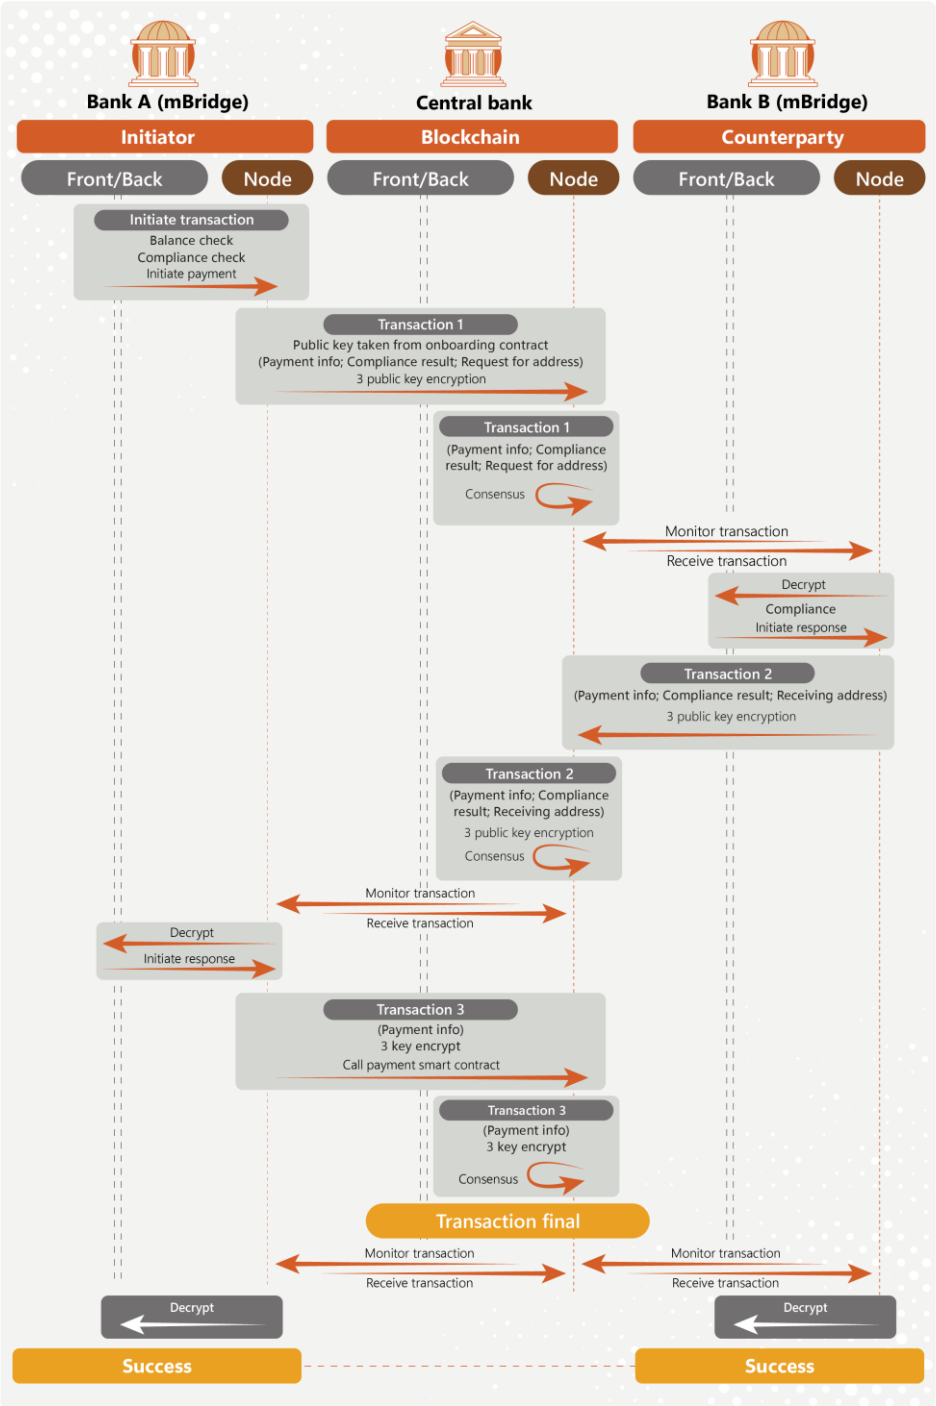 Bank A (mBridge)
Central bank
Bank B (mBridge)
Initiator
Blockchain
Counterparty
Front/Back
Node
Front/Back
Node
Front/Back
Node
Initiate transaction
Balance check
Compliance check
Initiate payment
Transaction 1
Public key taken from onboarding contract
(Payment info; Compliance result; Request for address)
3 public key encryption
Transaction 1
(Payment info; Compliance
result; Request for address)
Consensus
Monitor transaction
Receive transaction
Decrypt
Compliance
Initiate response
Transaction 2
(Payment info; Compliance result; Receiving address)
3 public key encryption
Transaction 2
(Payment info; Compliance
result; Receiving address)
3 public key encryption
Consensus
Monitor transaction
Receive transaction
Decrypt
Initiate response
Transaction 3
(Payment info)
3 key encrypt
Call payment smart contract
Transaction 3
(Payment info)
3 key encrypt
Consensus
Transaction final
Monitor transaction
Receive transaction
Monitor transaction
Receive transaction
Decrypt
Decrypt
Success
Success